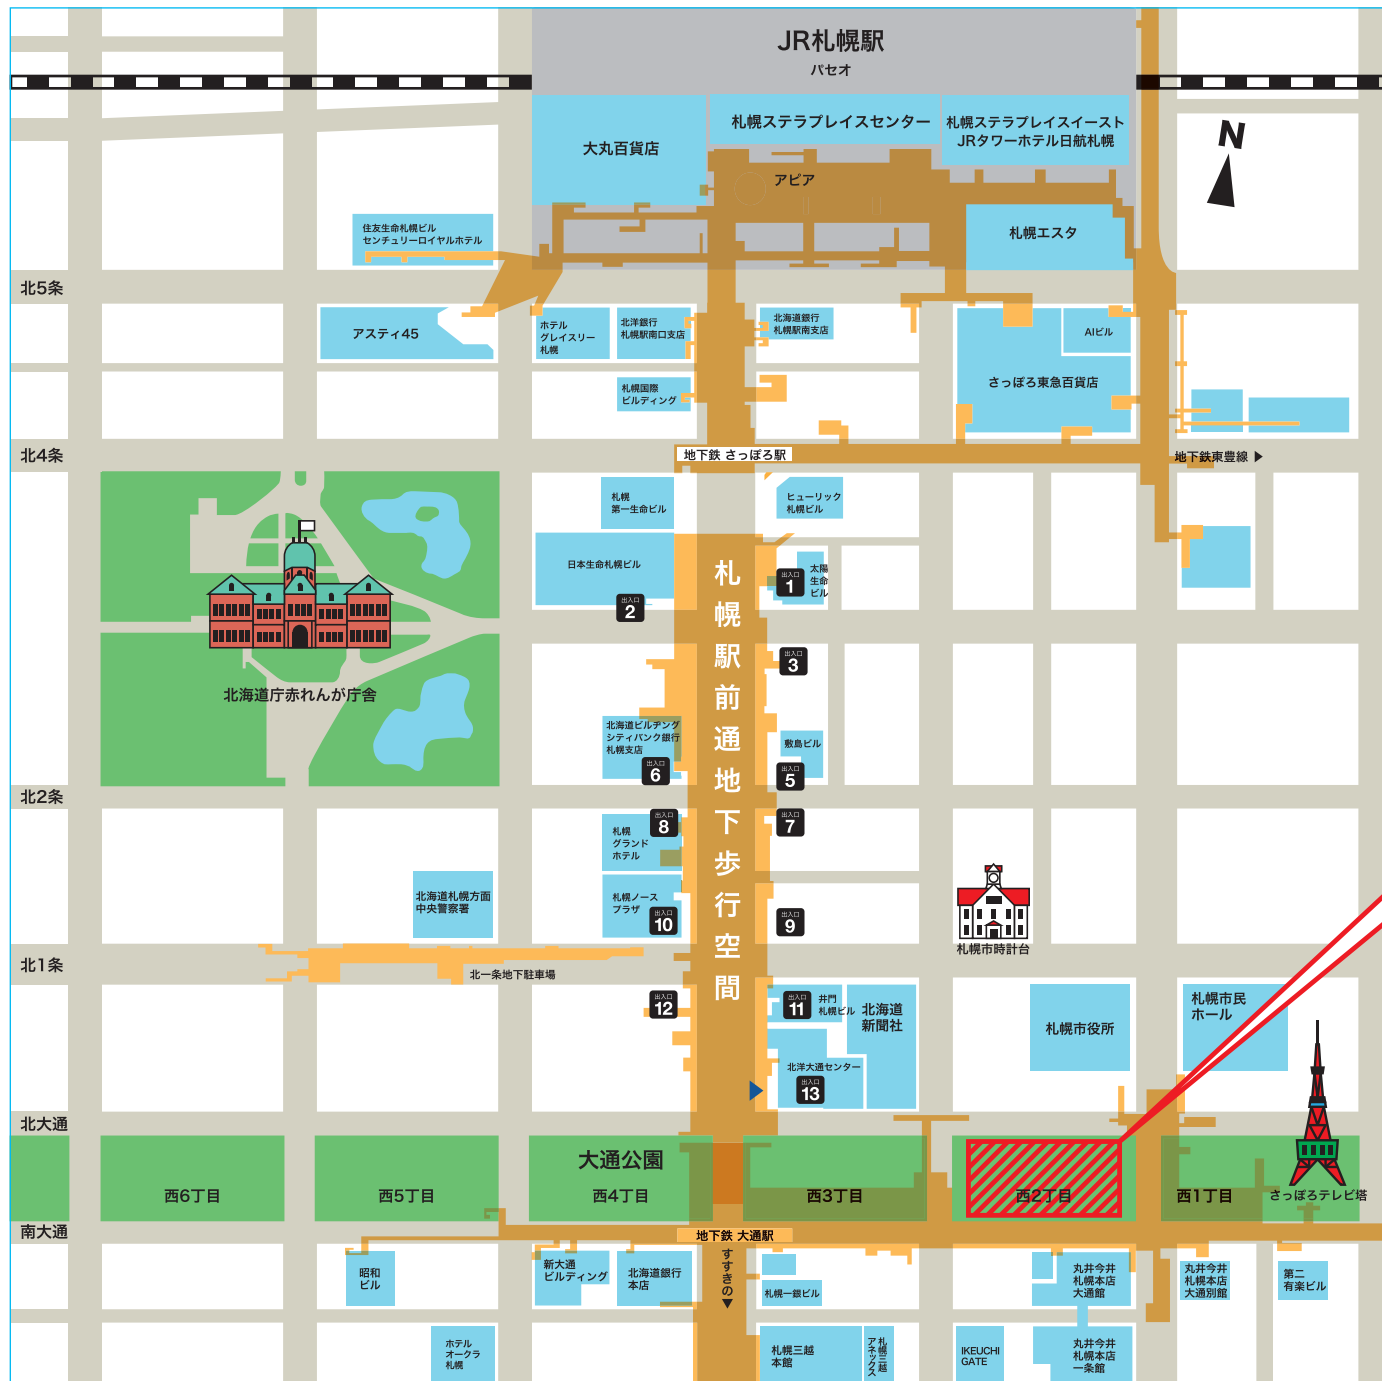 JR札幌駅
パセオ
大丸百貨店
札幌ステラプレイスセンター
札幌ステラプレイスイースト
JRタワーホテル日航札幌
N
アピア
住友生命札幌ビル
センチュリーロイヤルホテル
札幌エスタ
北5条
アスティ45
ホテル
グレイスリー
札幌
北洋銀行
札幌駅南口支店
北海道銀行
札幌駅南支店
AIビル
札幌国際
ビルディング
さっぽろ東急百貨店
北4条
地下鉄 さっぽろ駅
地下鉄東豊線
札幌
第一生命ビル
ヒューリック
札幌ビル
日本生命札幌ビル
太陽
生命
ビル
出入口
1
出入口
2
札幌駅前通地下歩行空間
出入口
3
北海道庁赤れんが庁舎
北海道ビルヂング
シティバンク銀行
札幌支店
出入口
6
敷島ビル
出入口
5
北2条
出入口
8
札幌
グランド
ホテル
出入口
7
北海道札幌方面
中央警察署
札幌ノース
プラザ
出入口
10
出入口
9
札幌市時計台
北1条
北一条地下駐車場
出入口
12
出入口
11
井門
札幌ビル
北海道
新聞社
札幌市役所
札幌市民
ホール
北洋大通センター
出入口
13
北大通
大通公園
西6丁目
西5丁目
西4丁目
西3丁目
西2丁目
西1丁目
さっぽろテレビ塔
南大通
地下鉄 大通駅
すすきの
昭和
ビル
新大通
ビルディング
北海道銀行
本店
札幌一銀ビル
丸井今井
札幌本店
大通館
丸井今井
札幌本店
大通別館
第二
有楽ビル
ホテル
オークラ
札幌
札幌三越
本館
札幌三越
アネックス
IKEUCHI
GATE
丸井今井
札幌本店
一条館